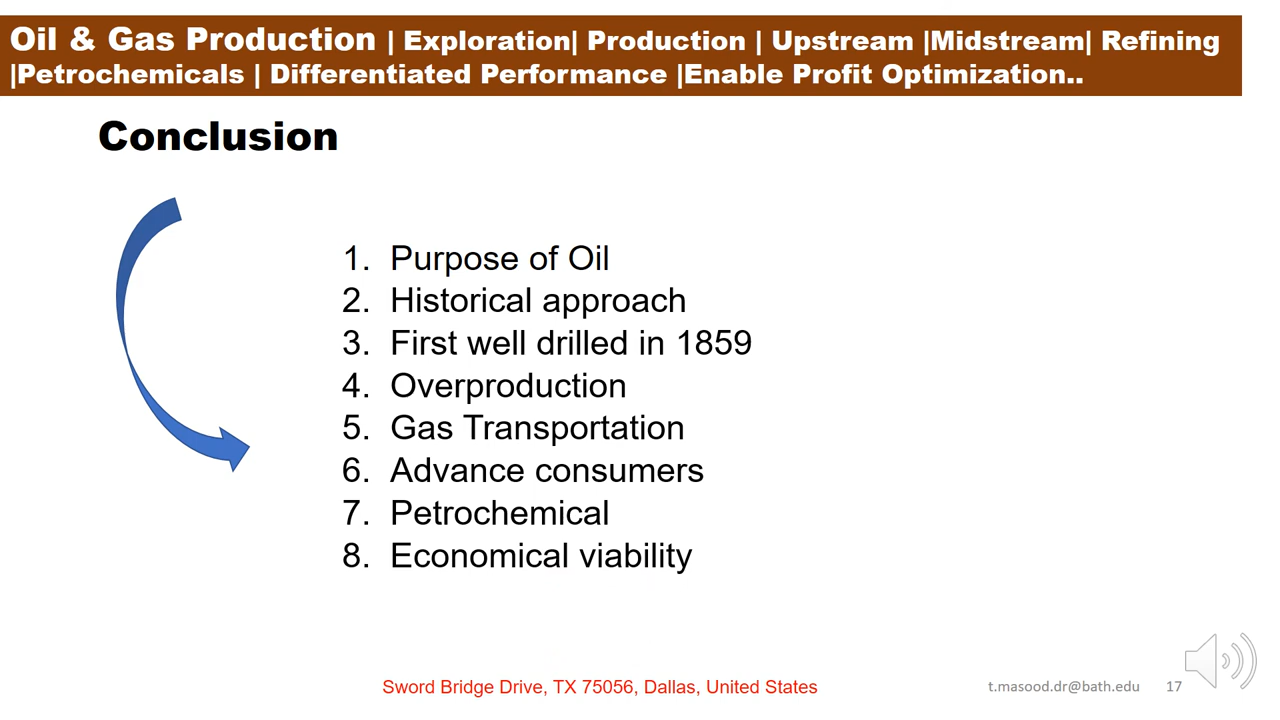 Oil & Gas Production | Exploration| Production | Upstream |Midstream| Refining
|Petrochemicals | Differentiated Performance |Enable Profit Optimization..
Conclusion
1. Purpose of Oil
2. Historical approach
3. First well drilled in 1859
4. Overproduction
5. Gas Transportation
6. Advance consumers
7. Petrochemical
8. Economical viability
Sword Bridge Drive, TX 75056, Dallas, United States
t.masood.dr@bath.edu 17